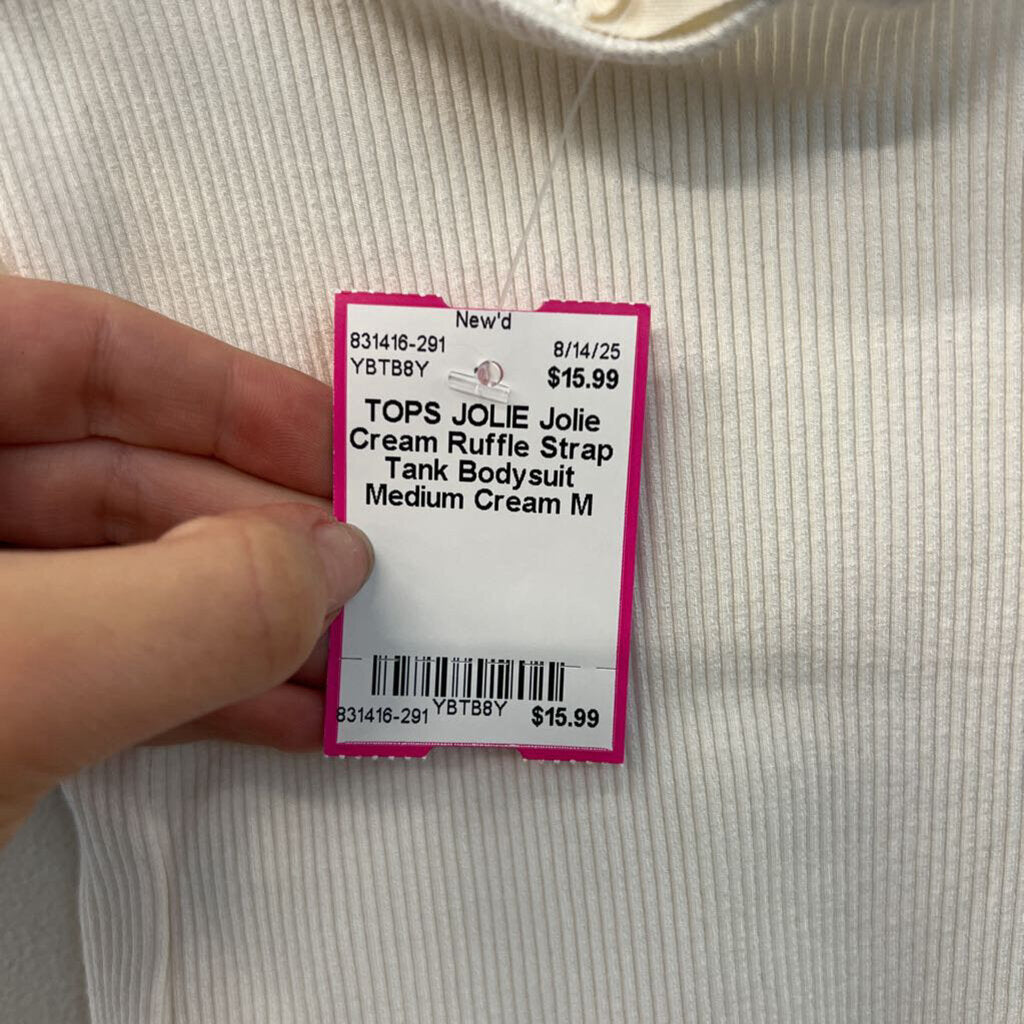 New'd
831416-291 8/14/25
YBTB8Y $15.99
TOPS JOLIE Jolie
Cream Ruffle Strap
Tank Bodysuit
Medium Cream M
831416-291 YBTB8Y $15.99